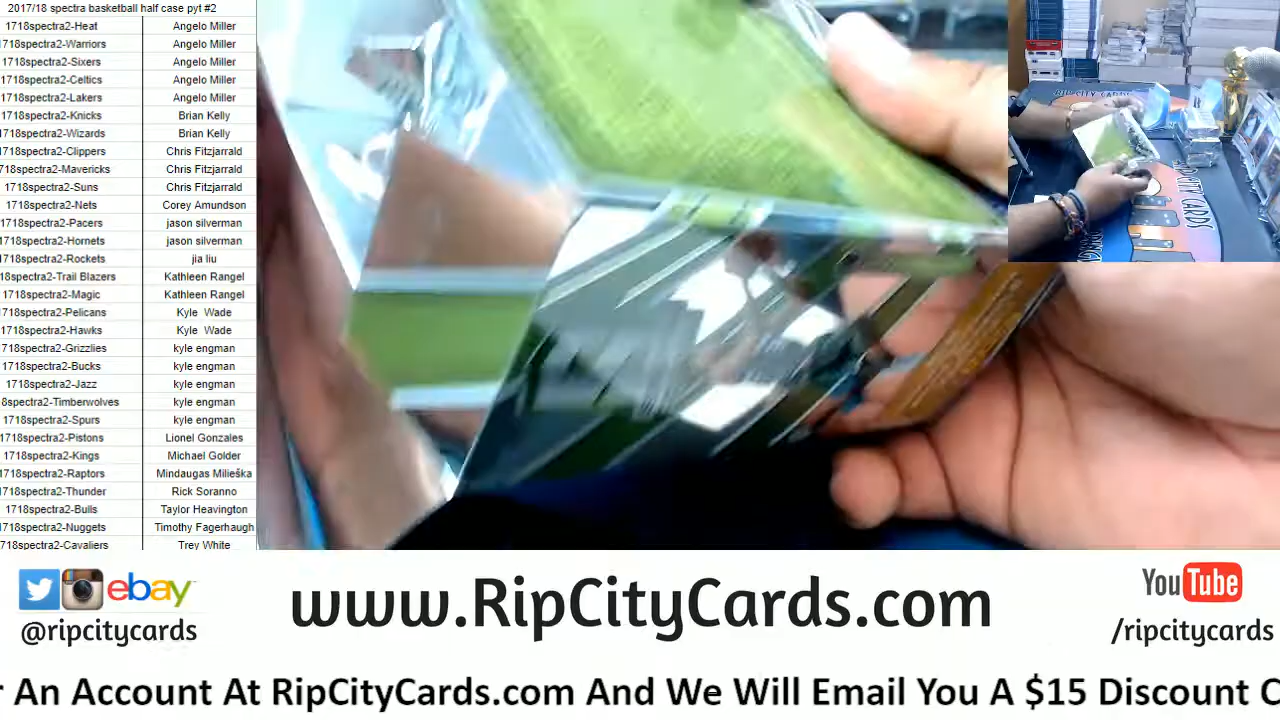 2017/18 spectra basketball half case pyt #2
1718spectra2-Heat Angelo Miller
1718spectra2-Warriors Angelo Miller
1718spectra2-Sixers Angelo Miller
1718spectra2-Celtics Angelo Miller
1718spectra2-Lakers Angelo Miller
1718spectra2-Knicks Brian Kelly
1718spectra2-Wizards Brian Kelly
1718spectra2-Clippers Chris Fitzjarrald
1718spectra2-Mavericks Chris Fitzjarrald
1718spectra2-Suns Chris Fitzjarrald
1718spectra2-Nets Corey Amundson
1718spectra2-Pacers jason silverman
1718spectra2-Hornets jason silverman
1718spectra2-Rockets jia liu
18spectra2-Trail Blazers Kathleen Rangel
1718spectra2-Magic Kathleen Rangel
1718spectra2-Pelicans Kyle Wade
1718spectra2-Hawks Kyle Wade
1718spectra2-Grizzlies kyle engman
1718spectra2-Bucks kyle engman
1718spectra2-Jazz kyle engman
8spectra2-Timberwolves kyle engman
1718spectra2-Spurs kyle engman
1718spectra2-Pistons Lionel Gonzales
1718spectra2-Kings Michael Golder
1718spectra2-Raptors Mindaugas Milieška
1718spectra2-Thunder Rick Soranno
1718spectra2-Bulls Taylor Heavington
1718spectra2-Nuggets Timothy Fagerhaugh
718spectra2-Cavaliers Trey White
RIP CITY CARDS
ebay
@ripcitycards
www.RipCityCards.com
YouTube
/ripcitycards
r An Account At RipCityCards.com And We Will Email You A $15 Discount C